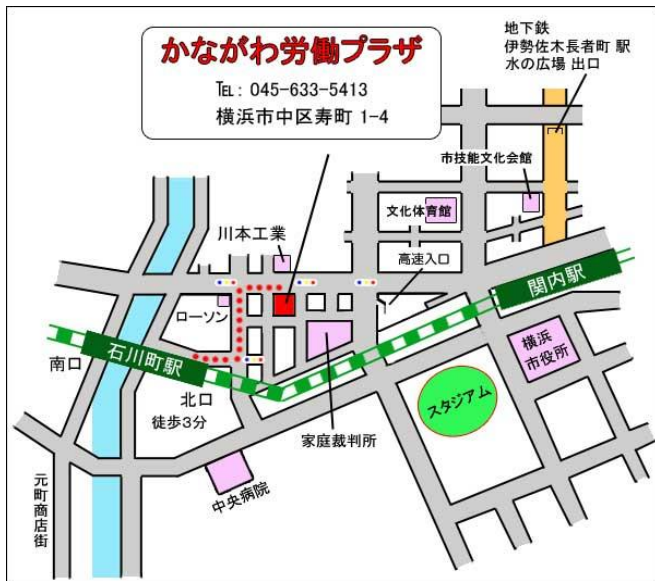 かながわ労働プラザ
℡: 045-633-5413
横浜市中区寿町 1-4
地下鉄
伊勢佐木長者町 駅
水の広場 出口
市技能文化会館
文化体育館
川本工業
高速入口
関内駅
ローソン
石川町駅
南口
北口
徒歩3分
横浜
市役所
スタジアム
家庭裁判所
中央病院
元町商店街